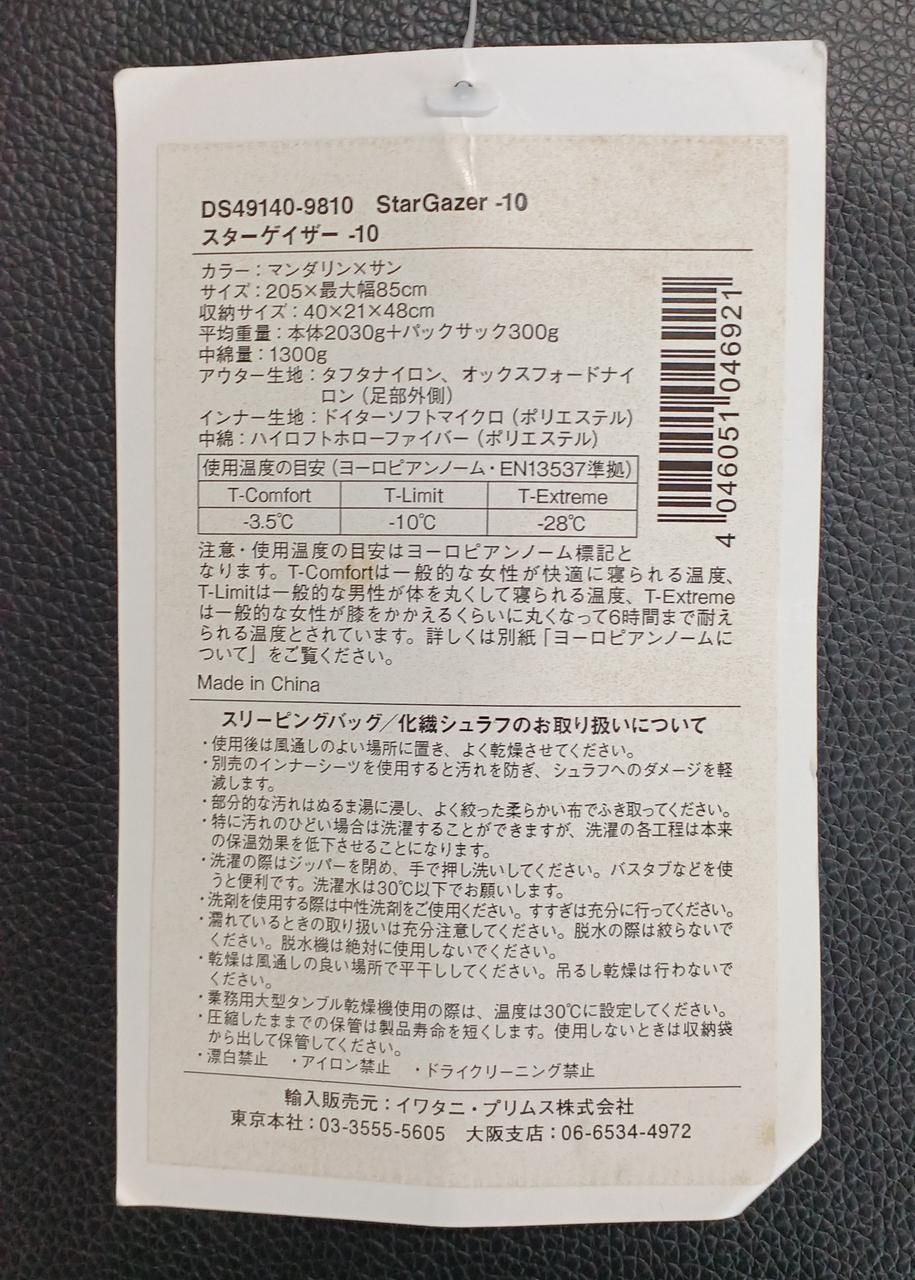 DS49140-9810 StarGazer -10
スターゲイザー -10
カラー：マンダリン×サン
サイズ：205×最大幅85cm
収納サイズ：40×21×48cm
平均重量：本体2030g＋パックサック300g
中綿量：1300g
アウター生地：タフタナイロン、オックスフォードナイ
ロン（足部外側）
インナー生地：ドイターソフトマイクロ（ポリエステル）
中綿：ハイロフトホローファイバー（ポリエステル）
使用温度の目安（ヨーロピアンノーム・EN13537準拠）
T-Comfort T-Limit T-Extreme
-3.5℃ -10℃ -28℃
4 046051 046921
注意・使用温度の目安はヨーロピアンノーム標記と
なります。T-Comfortは一般的な女性が快適に寝られる温度、
T-Limitは一般的な男性が体を丸くして寝られる温度、T-Extreme
は一般的な女性が膝をかかえるくらいに丸くなって6時間まで耐え
られる温度とされています。詳しくは別紙「ヨーロピアンノームに
ついて」をご覧ください。
Made in China
スリーピングバッグ／化繊シュラフのお取り扱いについて
・使用後は風通しのよい場所に置き、よく乾燥させてください。
・別売のインナーシーツを使用すると汚れを防ぎ、シュラフへのダメージを軽
減します。
・部分的な汚れはぬるま湯に浸し、よく絞った柔らかい布でふき取ってください。
・特に汚れのひどい場合は洗濯することができますが、洗濯の各工程は本来
の保温効果を低下させることになります。
・洗濯の際はジッパーを閉め、手で押し洗いしてください。バスタブなどを使
うと便利です。洗濯水は30℃以下でお願いします。
・洗剤を使用する際は中性洗剤をご使用ください。すすぎは充分に行ってください。
・濡れているときの取り扱いは充分注意してください。脱水の際は絞らないで
ください。脱水機は絶対に使用しないでください。
・乾燥は風通しの良い場所で平干ししてください。吊るし乾燥は行わないで
ください。
・業務用大型タンブル乾燥機使用の際は、温度は30℃に設定してください。
・圧縮したままでの保管は製品寿命を短くします。使用しないときは収納袋
から出して保管してください。
・漂白禁止 ・アイロン禁止 ・ドライクリーニング禁止
輸入販売元：イワタニ・プリムス株式会社
東京本社：03-3555-5605 大阪支店：06-6534-4972